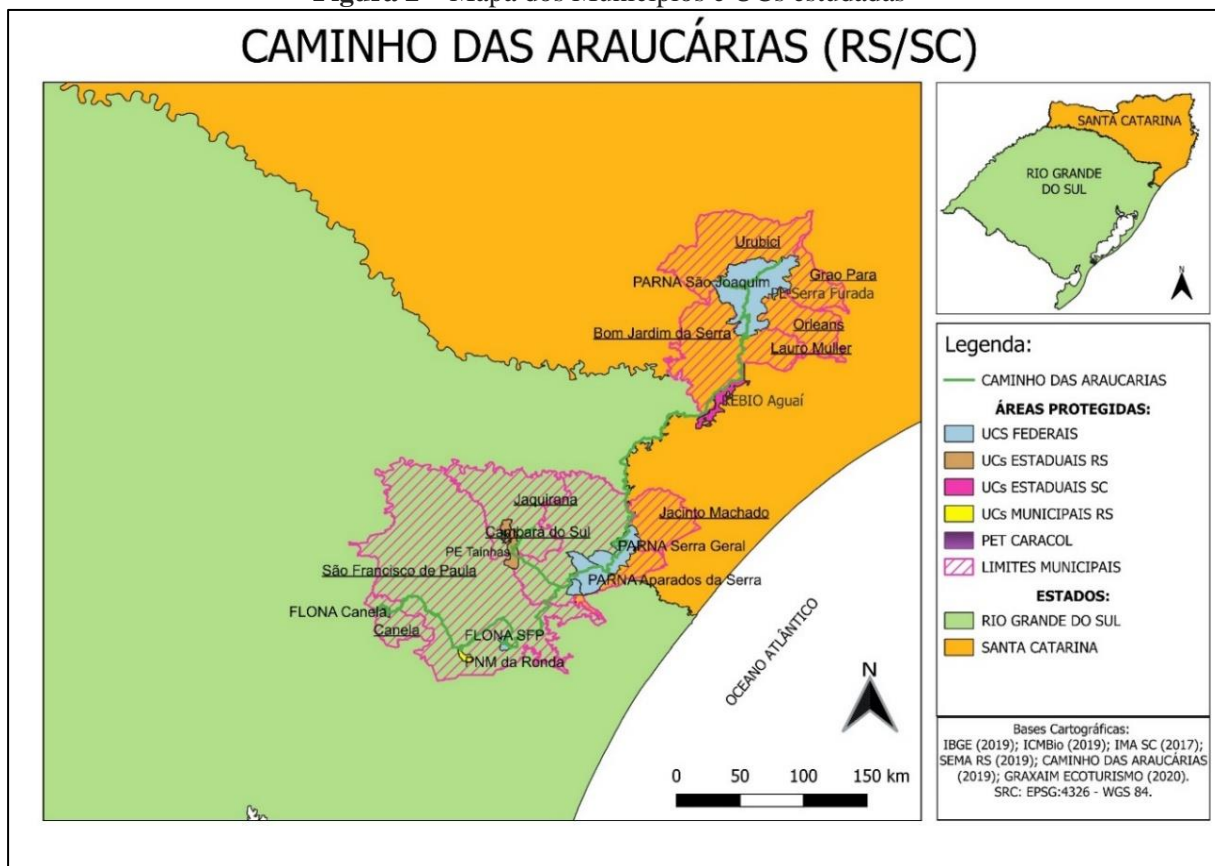 Figura 2 – Mapa dos Municípios e UCs estudadas
CAMINHO DAS ARAUCÁRIAS (RS/SC)
Urubici
PARNA São Joaquim
Grao Para
PE Serra Furada
Bom Jardim da Serra
Orleans
Lauro Muller
REBIO Aguaí
Jaquirana
Jacinto Machado
Cambara do Sul
PE Tainhas
PARNA Serra Geral
São Francisco de Paula
PARNA Aparados da Serra
FLONA Canela
Canela
FLONA SFP
PNM da Ronda
OCEANO ATLÂNTICO
N
0 50 100 150 km
SANTA CATARINA
RIO GRANDE
DO SUL
N
Legenda:
CAMINHO DAS ARAUCARIAS
ÁREAS PROTEGIDAS:
UCS FEDERAIS
UCs ESTADUAIS RS
UCs ESTADUAIS SC
UCs MUNICIPAIS RS
PET CARACOL
LIMITES MUNICIPAIS
ESTADOS:
RIO GRANDE DO SUL
SANTA CATARINA
Bases Cartográficas:
IBGE (2019); ICMBio (2019); IMA SC (2017);
SEMA RS (2019); CAMINHO DAS ARAUCÁRIAS
(2019); GRAXAIM ECOTURISMO (2020).
SRC: EPSG:4326 - WGS 84.